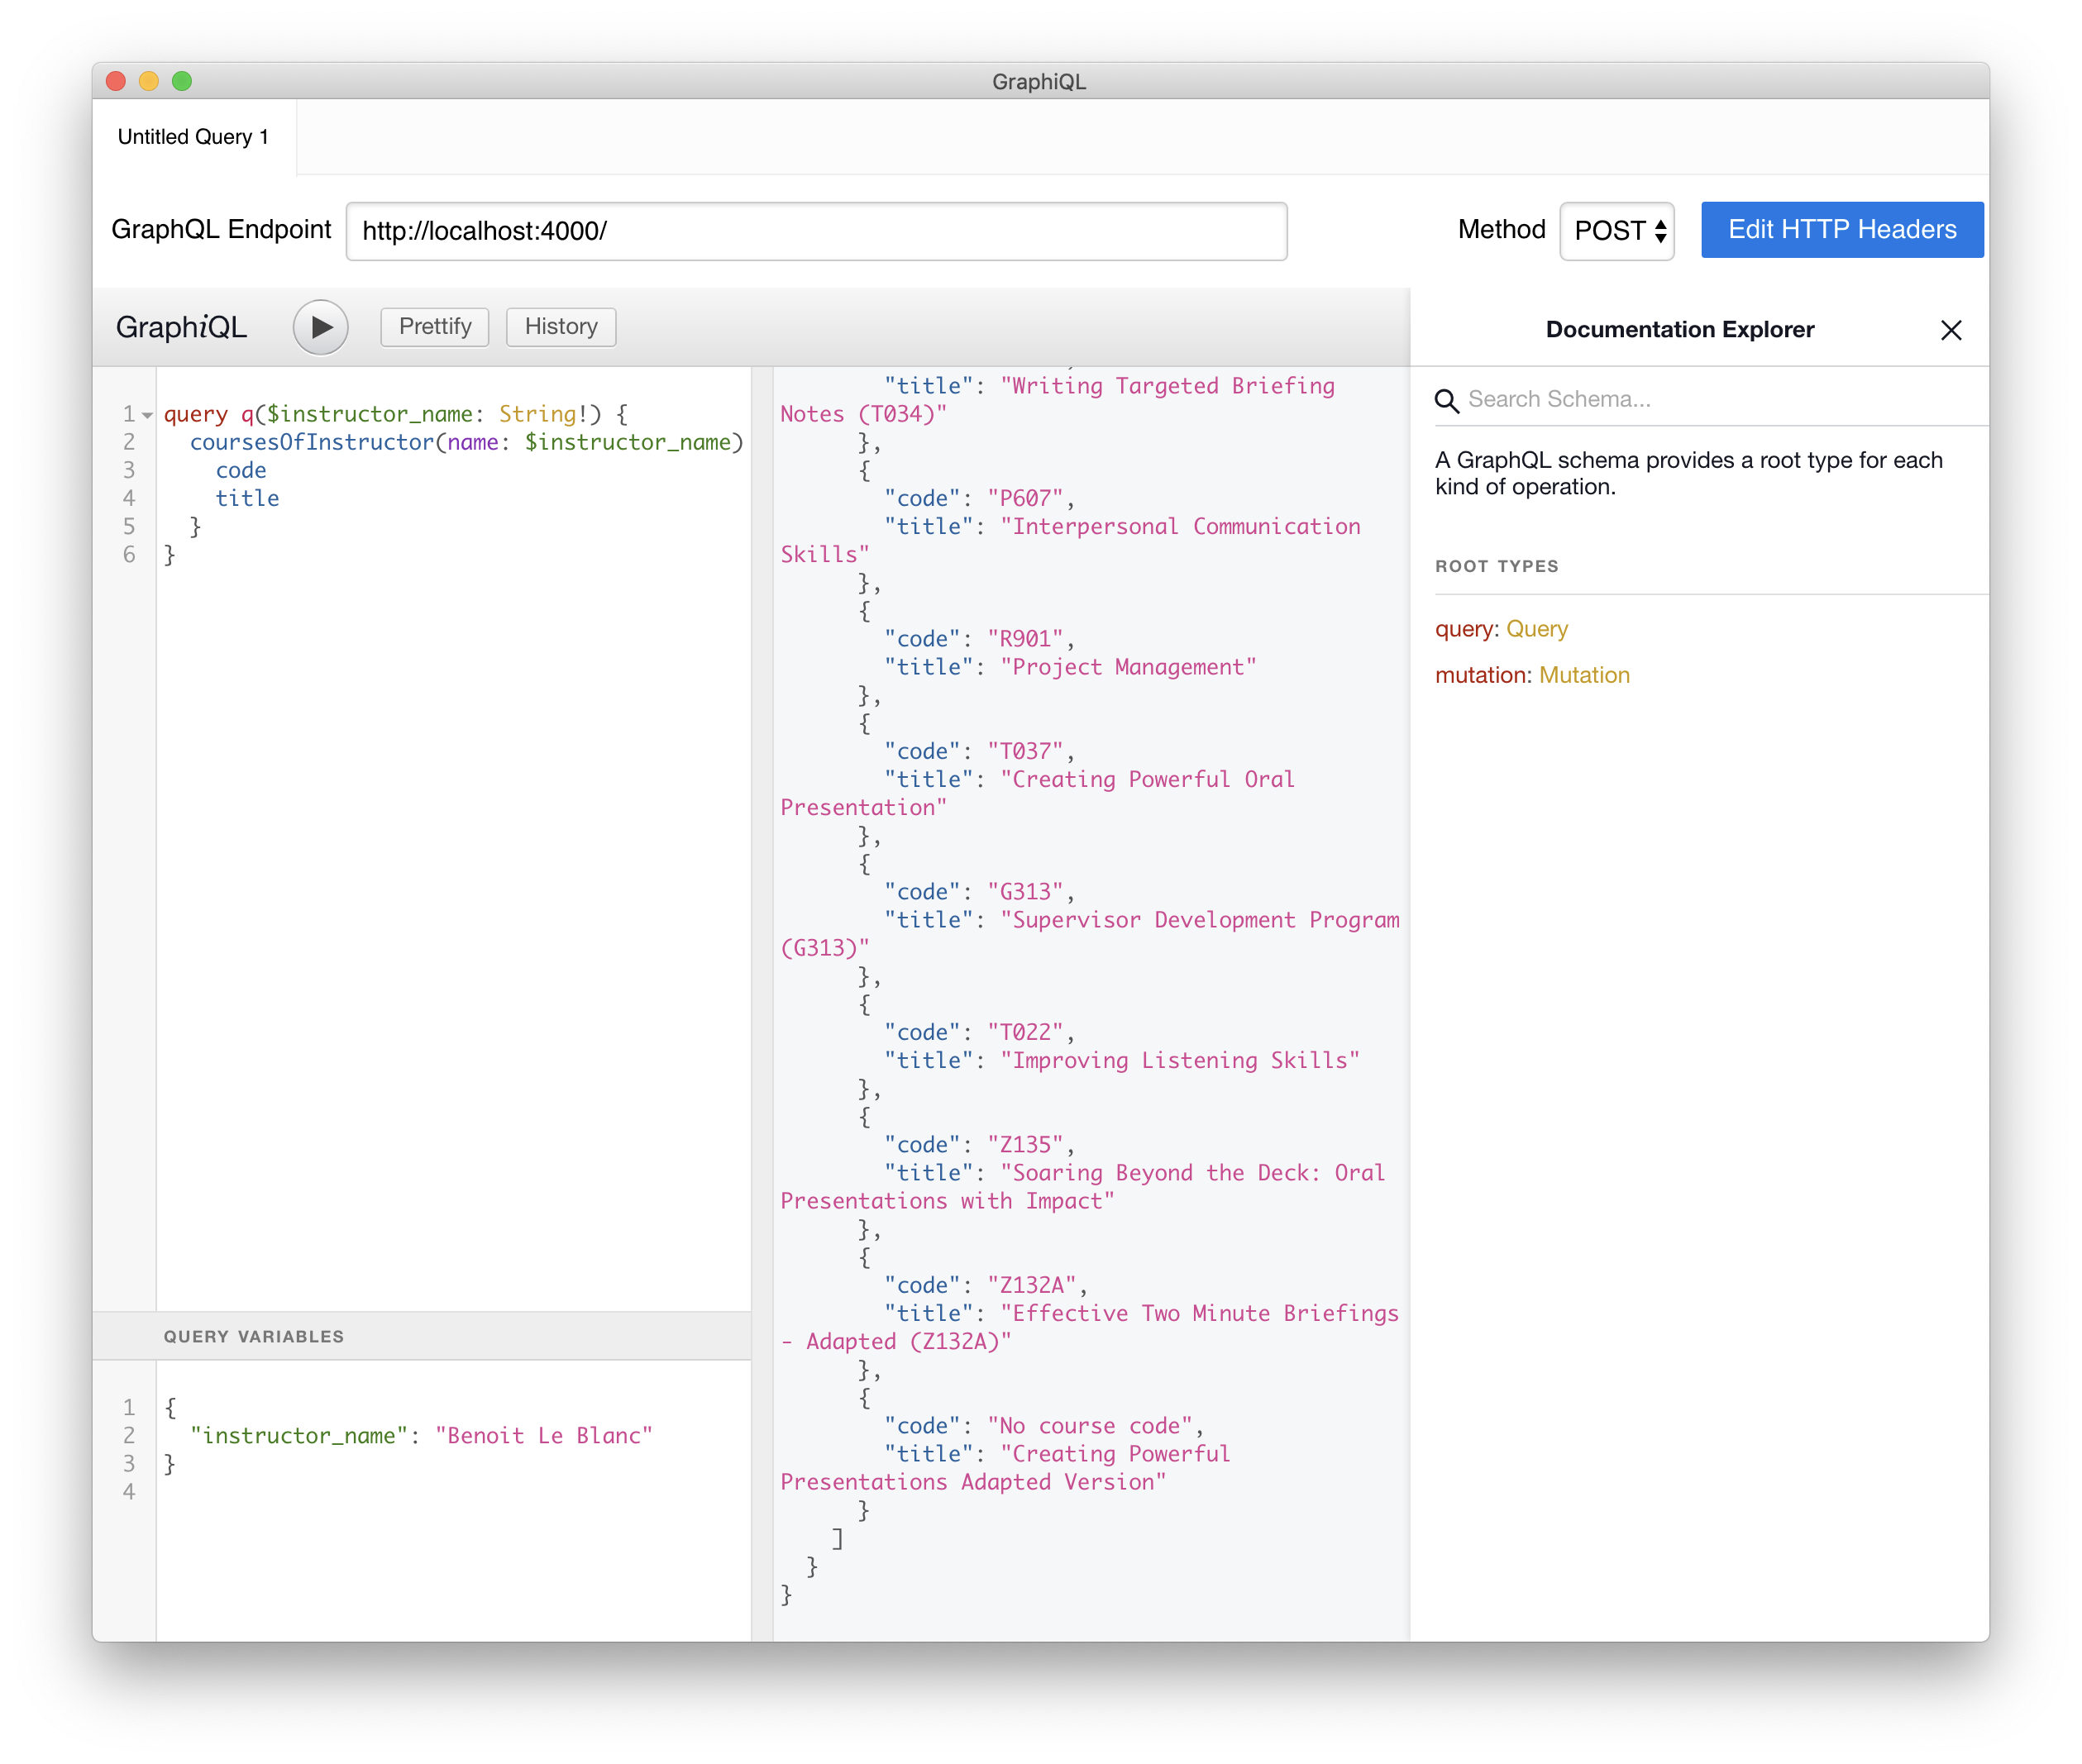 GraphiQL
Untitled Query 1
GraphQL Endpoint http://localhost:4000/ Method POST Edit HTTP Headers
GraphiQL Prettify History
1 query q($instructor_name: String!) {
2   coursesOfInstructor(name: $instructor_name)
3     code
4     title
5   }
6 }
QUERY VARIABLES
1 {
2   "instructor_name": "Benoit Le Blanc"
3 }
4
        "title": "Writing Targeted Briefing
Notes (T034)"
      },
      {
        "code": "P607",
        "title": "Interpersonal Communication
Skills"
      },
      {
        "code": "R901",
        "title": "Project Management"
      },
      {
        "code": "T037",
        "title": "Creating Powerful Oral
Presentation"
      },
      {
        "code": "G313",
        "title": "Supervisor Development Program
(G313)"
      },
      {
        "code": "T022",
        "title": "Improving Listening Skills"
      },
      {
        "code": "Z135",
        "title": "Soaring Beyond the Deck: Oral
Presentations with Impact"
      },
      {
        "code": "Z132A",
        "title": "Effective Two Minute Briefings
- Adapted (Z132A)"
      },
      {
        "code": "No course code",
        "title": "Creating Powerful
Presentations Adapted Version"
      }
    ]
  }
}
Documentation Explorer
Search Schema...
A GraphQL schema provides a root type for each
kind of operation.
ROOT TYPES
query: Query
mutation: Mutation